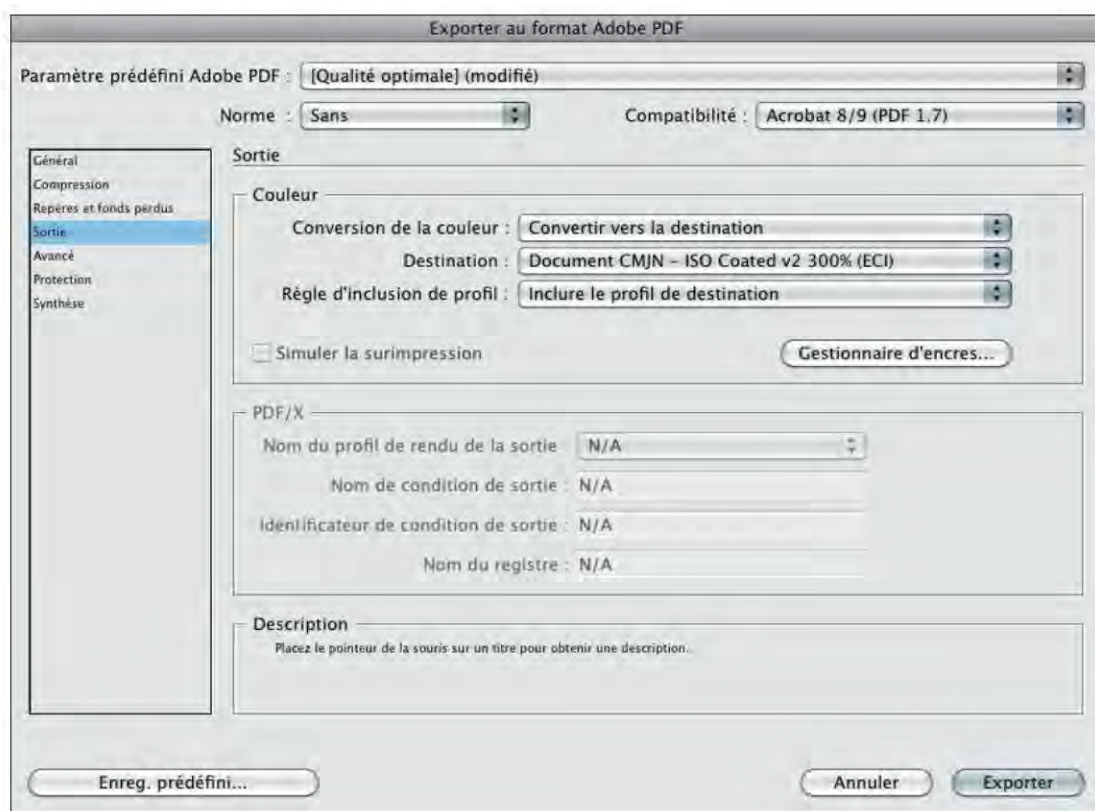 Exporter au format Adobe PDF
Paramètre prédéfini Adobe PDF : [Qualité optimale] (modifié)
Norme : Sans Compatibilité : Acrobat 8/9 (PDF 1.7)
Général
Compression
Repères et fonds perdus
Sortie
Avancé
Protection
Synthèse
Sortie
Couleur
Conversion de la couleur : Convertir vers la destination
Destination : Document CMJN - ISO Coated v2 300% (ECI)
Règle d'inclusion de profil : Inclure le profil de destination
Simuler la surimpression Gestionnaire d'encres...
PDF/X
Nom du profil de rendu de la sortie : N/A
Nom de condition de sortie : N/A
Identificateur de condition de sortie : N/A
Nom du registre : N/A
Description
Placez le pointeur de la souris sur un titre pour obtenir une description.
Enreg. prédéfini... Annuler Exporter